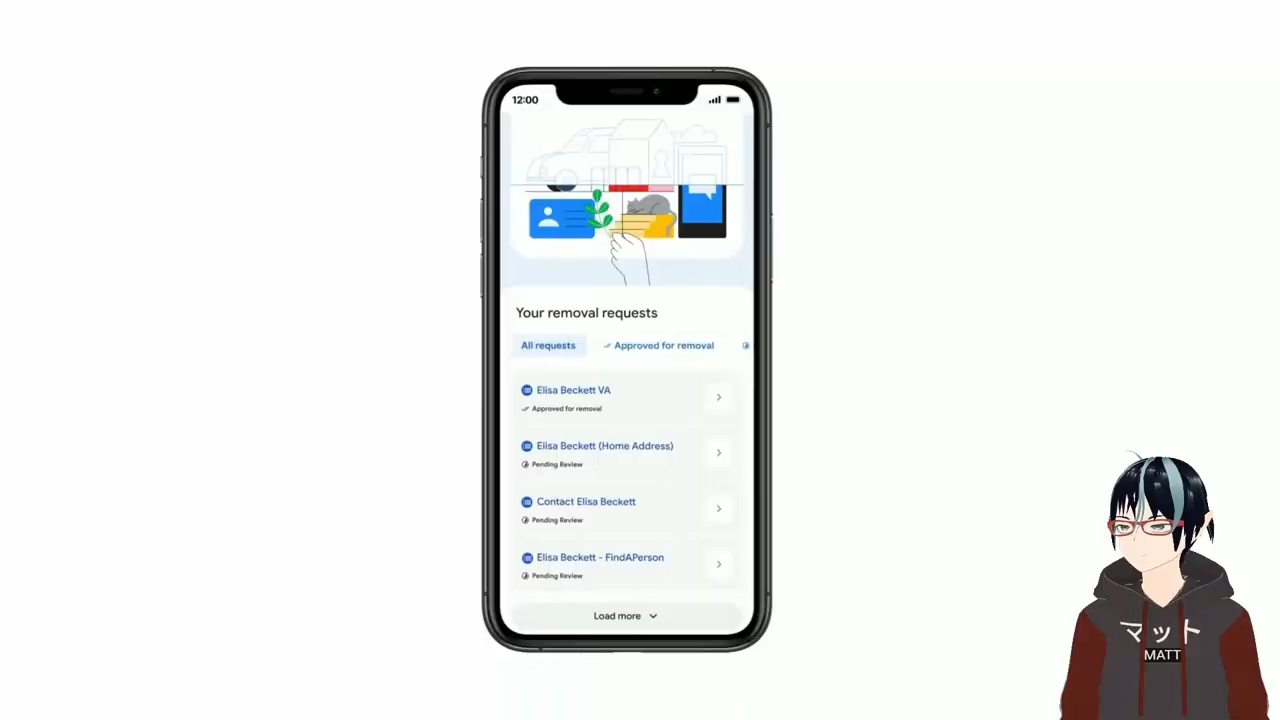 12:00
Your removal requests
All requests
Approved for removal
Elisa Beckett VA
Approved for removal
Elisa Beckett (Home Address)
Pending Review
Contact Elisa Beckett
Pending Review
Elisa Beckett - FindAPerson
Pending Review
Load more
マット
MATT